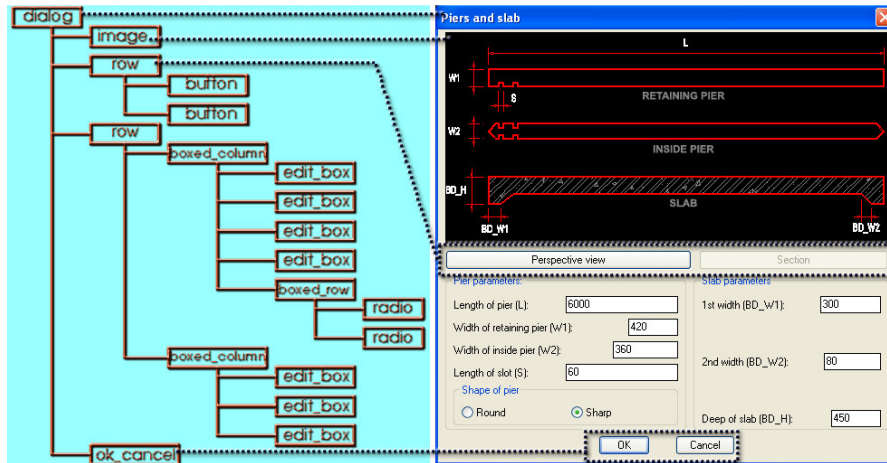 dialog
image
row
button
button
row
boxed_column
edit_box
edit_box
edit_box
edit_box
boxed_row
radio
radio
boxed_column
edit_box
edit_box
edit_box
ok_cancel
Piers and slab
L
W1
S
RETAINING PIER
W2
INSIDE PIER
BD_H
SLAB
BD_W1
BD_W2
Perspective view
Section
Pier parameters:
Length of pier (L): 6000
Width of retaining pier (W1): 420
Width of inside pier (W2): 360
Length of slot (S): 60
Shape of pier
Round
Sharp
Slab parameters
1st width (BD_W1): 300
2nd width (BD_W2): 80
Deep of slab (BD_H): 450
OK
Cancel